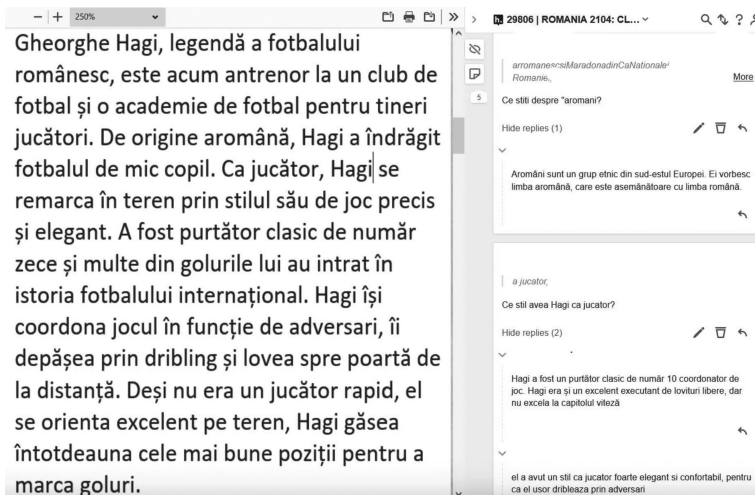 250%
Gheorghe Hagi, legendă a fotbalului
românesc, este acum antrenor la un club de
fotbal și o academie de fotbal pentru tineri
jucători. De origine aromână, Hagi a îndrăgit
fotbalul de mic copil. Ca jucător, Hagi se
remarca în teren prin stilul său de joc precis
și elegant. A fost purtător clasic de număr
zece și multe din golurile lui au intrat în
istoria fotbalului internațional. Hagi își
coordona jocul în funcție de adversari, îi
depășea prin dribling și lovea spre poartă de
la distanță. Deși nu era un jucător rapid, el
se orienta excelent pe teren, Hagi găsea
întotdeauna cele mai bune poziții pentru a
marca goluri.
5
29806 | ROMANIA 2104: CL...
Romanie.
More
Ce stiti despre "aromani?
Hide replies (1)
Aromâni sunt un grup etnic din sud-estul Europei. Ei vorbesc
limba aromână, care este asemănătoare cu limba română.
a jucator,
Ce stil avea Hagi ca jucator?
Hide replies (2)
Hagi a fost un purtător clasic de număr 10 coordonator de
joc. Hagi era și un excelent executant de lovituri libere, dar
nu excela la capitolul viteză
el a avut un stil ca jucator foarte elegant si confortabil, pentru
ca el usor dribleaza prin adversari